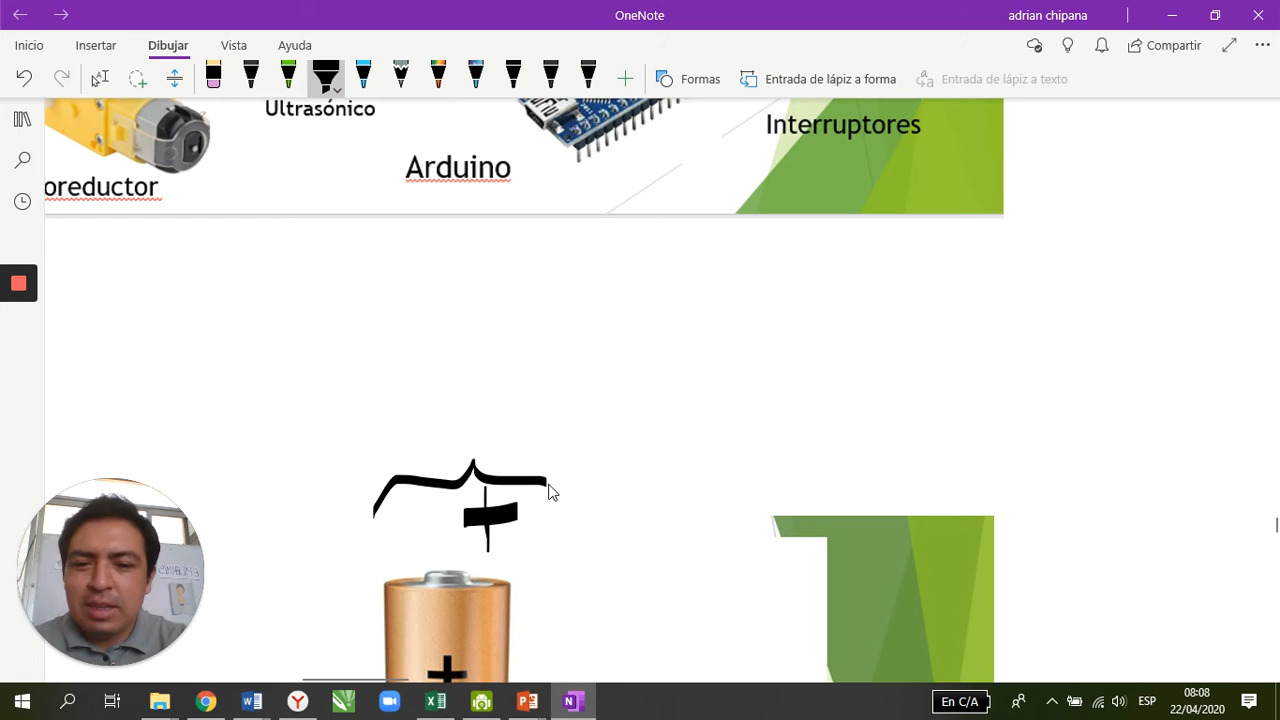 OneNote
adrian chipana
Inicio
Insertar
Dibujar
Vista
Ayuda
Compartir
Formas
Entrada de lápiz a forma
Entrada de lápiz a texto
Ultrasónico
Interruptores
Arduino
oreductor
+
+
En C/A
ESP
08:08
22/04/2020